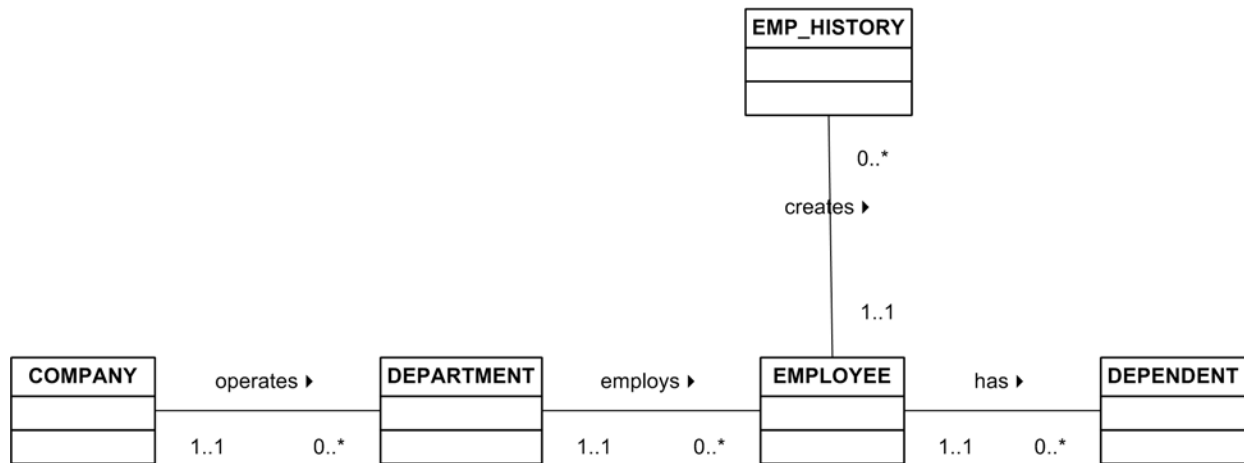 EMP_HISTORY
0..*
creates ▶
1..1
COMPANY
operates ▶
DEPARTMENT
employs ▶
EMPLOYEE
has ▶
DEPENDENT
1..1
0..*
1..1
0..*
1..1
0..*